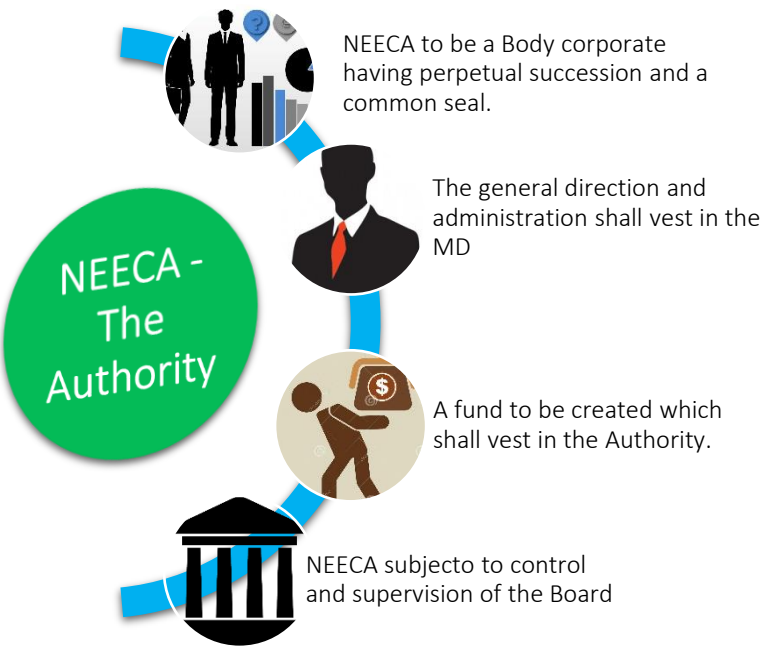 NEECA to be a Body corporate
having perpetual succession and a
common seal.
The general direction and
administration shall vest in the
MD
NEECA -
The
Authority
$
A fund to be created which
shall vest in the Authority.
NEECA subjecto to control
and supervision of the Board